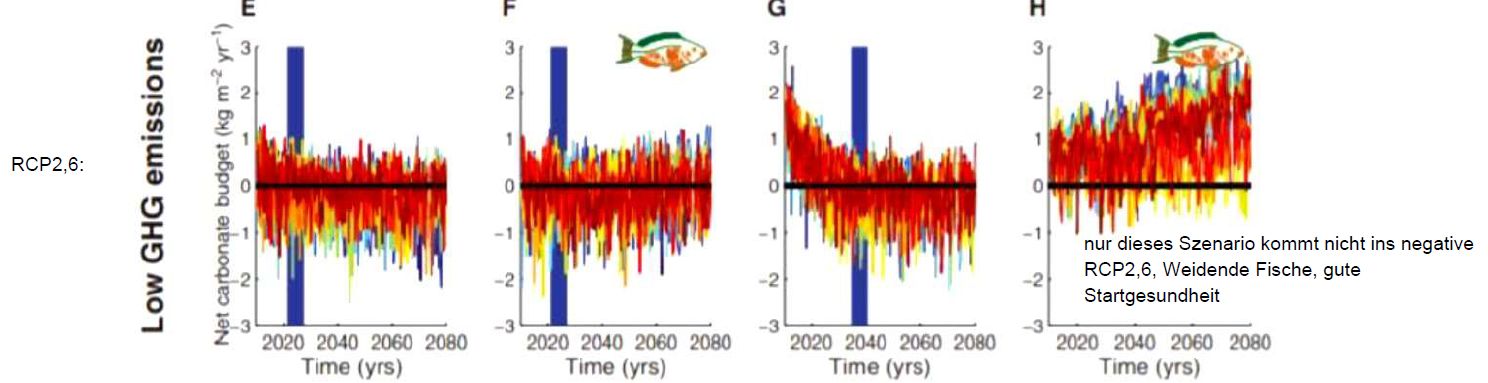 E F G H
RCP2,6:
Low GHG emissions
Net carbonate budget (kg m⁻² yr⁻¹)
3 3 3 3
2 2 2 2
1 1 1 1
0 0 0 0
−1 −1 −1 −1
−2 −2 −2 −2
−3 −3 −3 −3
nur dieses Szenario kommt nicht ins negative
RCP2,6, Weidende Fische, gute
Startgesundheit
2020 2040 2060 2080 2020 2040 2060 2080 2020 2040 2060 2080 2020 2040 2060 2080
Time (yrs) Time (yrs) Time (yrs) Time (yrs)